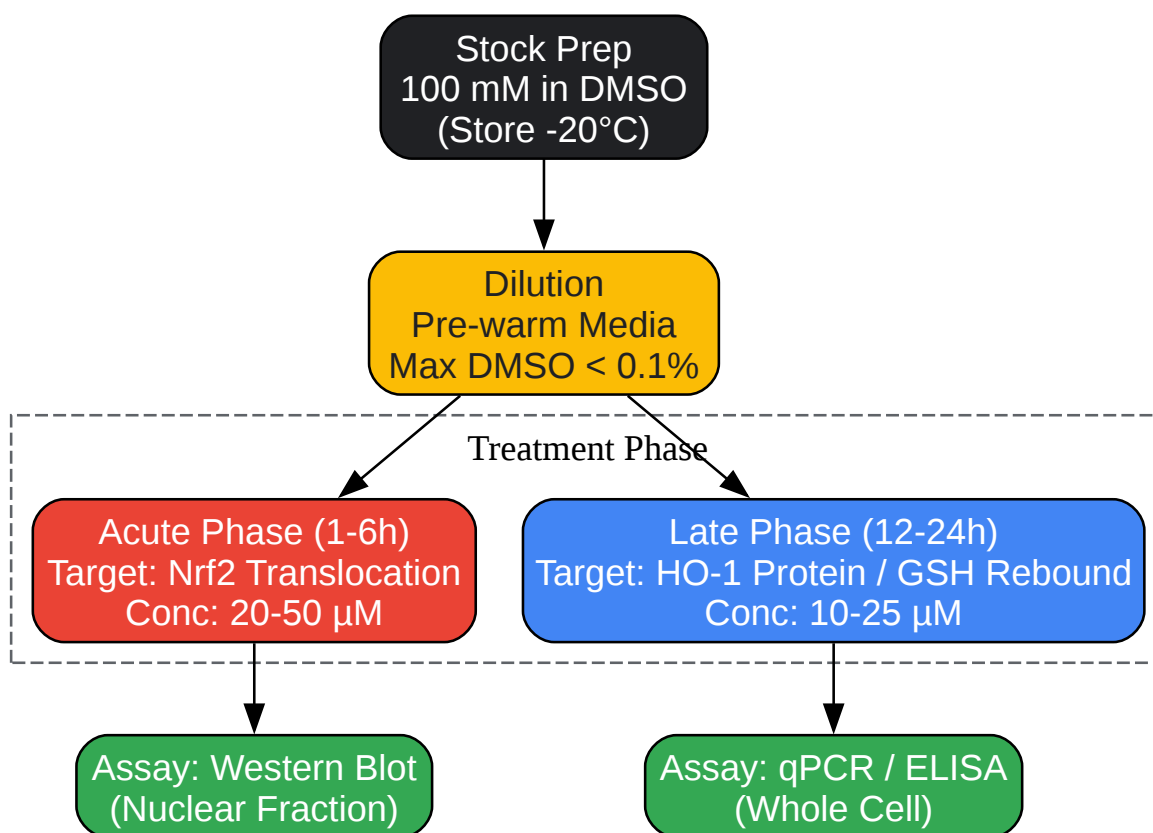 Stock Prep
100 mM in DMSO
(Store -20°C)
Dilution
Pre-warm Media
Max DMSO < 0.1%
Treatment Phase
Acute Phase (1-6h)
Target: Nrf2 Translocation
Conc: 20-50 µM
Late Phase (12-24h)
Target: HO-1 Protein / GSH Rebound
Conc: 10-25 µM
Assay: Western Blot
(Nuclear Fraction)
Assay: qPCR / ELISA
(Whole Cell)